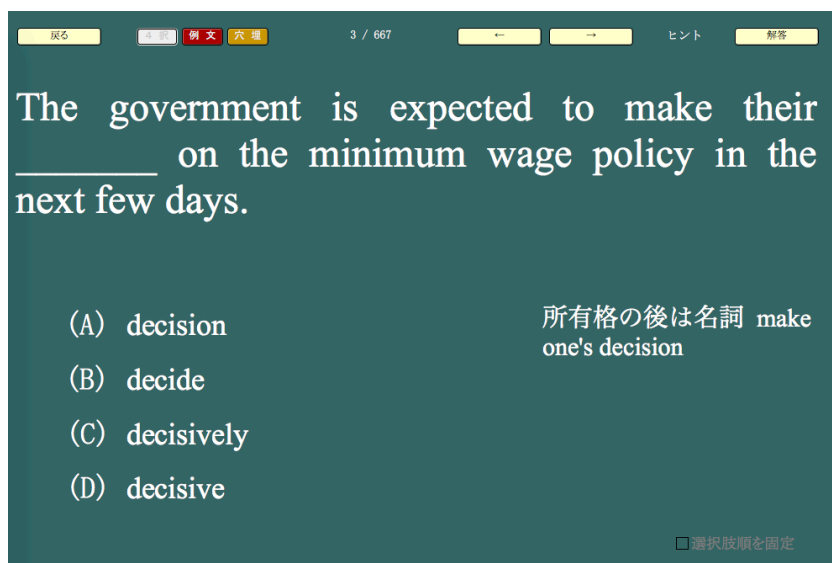 戻る 4 択 例 文 穴 埋 3 / 667 ← → ヒント 解答
The government is expected to make their
_______ on the minimum wage policy in the
next few days.
(A) decision
(B) decide
(C) decisively
(D) decisive
所有格の後は名詞 make
one's decision
選択肢順を固定